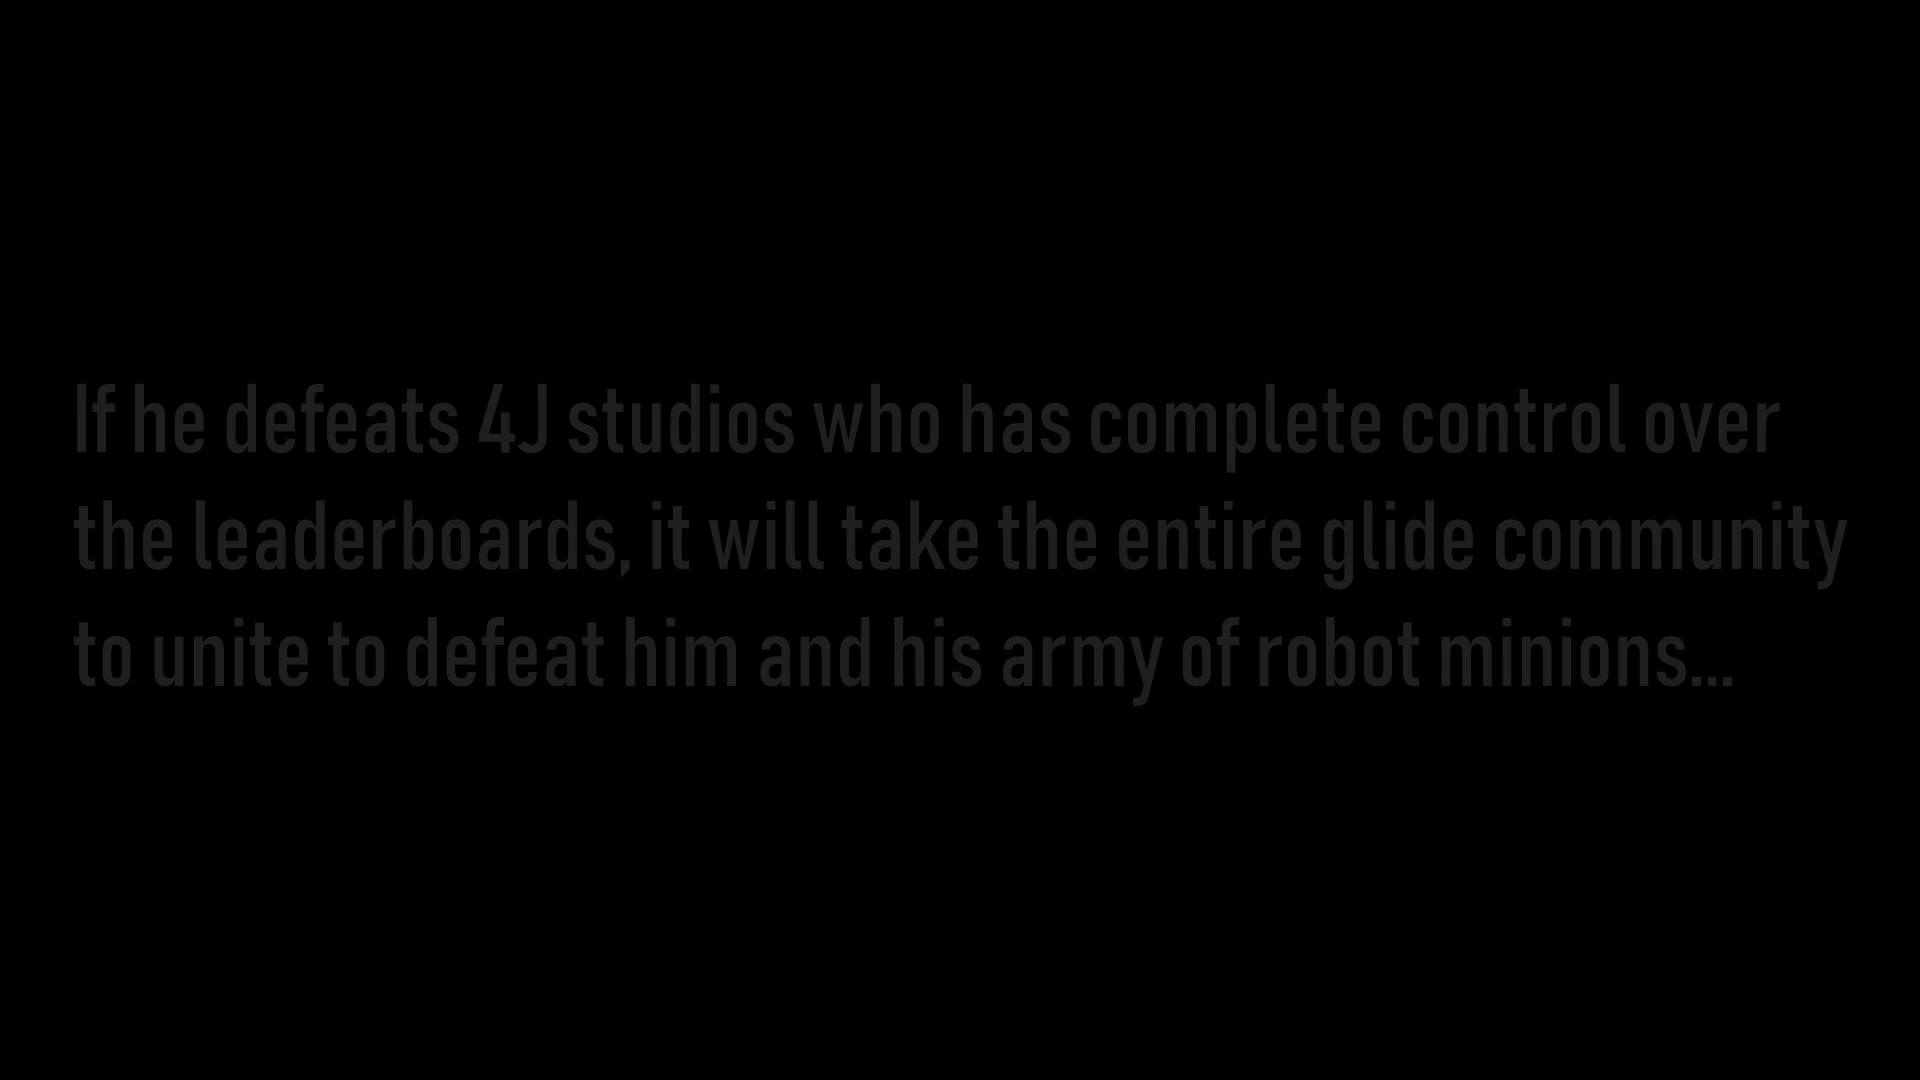 If he defeats 4J studios who has complete control over
the leaderboards, it will take the entire glide community
to unite to defeat him and his army of robot minions...